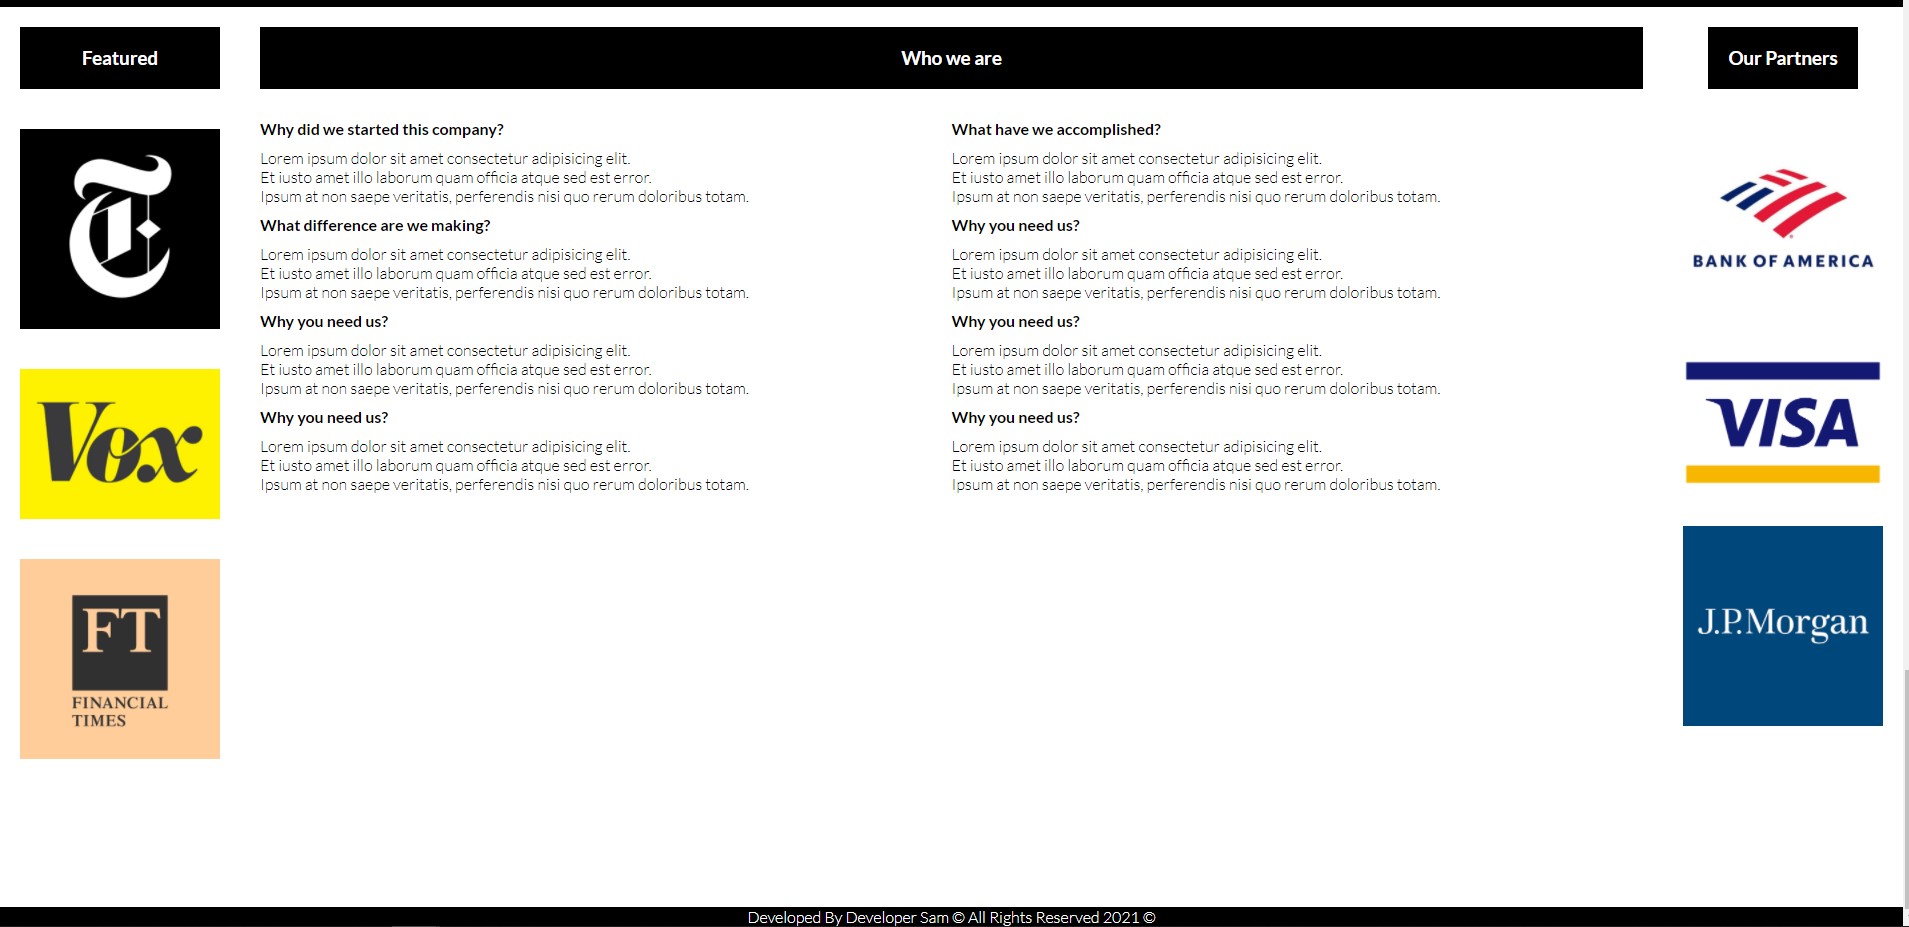 Featured
Who we are
Our Partners
T
Vox
FT
FINANCIAL
TIMES
Why did we started this company?
Lorem ipsum dolor sit amet consectetur adipisicing elit.
Et iusto amet illo laborum quam officia atque sed est error.
Ipsum at non saepe veritatis, perferendis nisi quo rerum doloribus totam.
What difference are we making?
Lorem ipsum dolor sit amet consectetur adipisicing elit.
Et iusto amet illo laborum quam officia atque sed est error.
Ipsum at non saepe veritatis, perferendis nisi quo rerum doloribus totam.
Why you need us?
Lorem ipsum dolor sit amet consectetur adipisicing elit.
Et iusto amet illo laborum quam officia atque sed est error.
Ipsum at non saepe veritatis, perferendis nisi quo rerum doloribus totam.
Why you need us?
Lorem ipsum dolor sit amet consectetur adipisicing elit.
Et iusto amet illo laborum quam officia atque sed est error.
Ipsum at non saepe veritatis, perferendis nisi quo rerum doloribus totam.
What have we accomplished?
Lorem ipsum dolor sit amet consectetur adipisicing elit.
Et iusto amet illo laborum quam officia atque sed est error.
Ipsum at non saepe veritatis, perferendis nisi quo rerum doloribus totam.
Why you need us?
Lorem ipsum dolor sit amet consectetur adipisicing elit.
Et iusto amet illo laborum quam officia atque sed est error.
Ipsum at non saepe veritatis, perferendis nisi quo rerum doloribus totam.
Why you need us?
Lorem ipsum dolor sit amet consectetur adipisicing elit.
Et iusto amet illo laborum quam officia atque sed est error.
Ipsum at non saepe veritatis, perferendis nisi quo rerum doloribus totam.
Why you need us?
Lorem ipsum dolor sit amet consectetur adipisicing elit.
Et iusto amet illo laborum quam officia atque sed est error.
Ipsum at non saepe veritatis, perferendis nisi quo rerum doloribus totam.
BANK OF AMERICA
VISA
J.P.Morgan
Developed By Developer Sam © All Rights Reserved 2021 ©